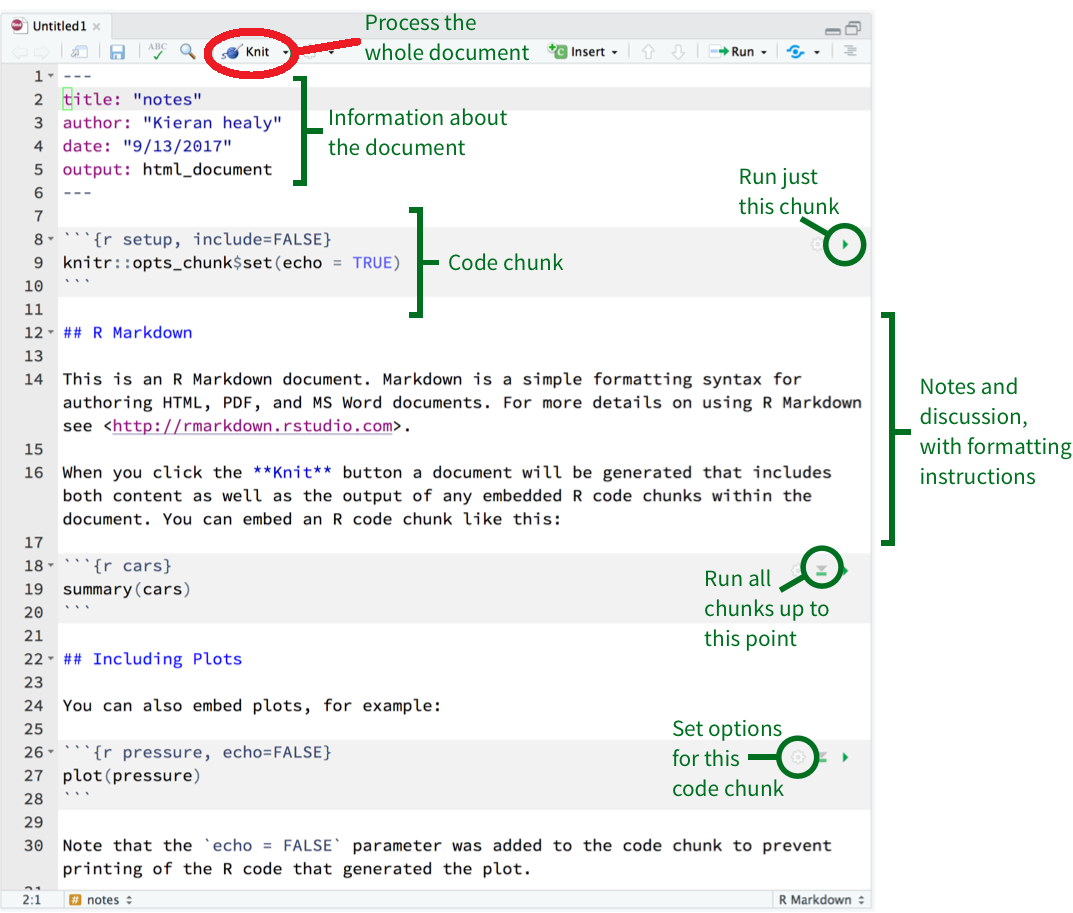 Untitled1
Process the
whole document
ABC
Knit
Insert
Run
1 ---
2 title: "notes"
3 author: "Kieran healy"
4 date: "9/13/2017"
5 output: html_document
6 ---
Information about
the document
7
Run just
this chunk
8 ```{r setup, include=FALSE}
9 knitr::opts_chunk$set(echo = TRUE)
10 ```
Code chunk
11
12 ## R Markdown
13
14 This is an R Markdown document. Markdown is a simple formatting syntax for
authoring HTML, PDF, and MS Word documents. For more details on using R Markdown
see <http://rmarkdown.rstudio.com>.
15
16 When you click the **Knit** button a document will be generated that includes
both content as well as the output of any embedded R code chunks within the
document. You can embed an R code chunk like this:
Notes and
discussion,
with formatting
instructions
17
18 ```{r cars}
19 summary(cars)
20 ```
Run all
chunks up to
this point
21
22 ## Including Plots
23
24 You can also embed plots, for example:
25
26 ```{r pressure, echo=FALSE}
27 plot(pressure)
28 ```
Set options
for this
code chunk
29
30 Note that the `echo = FALSE` parameter was added to the code chunk to prevent
printing of the R code that generated the plot.
2:1 # notes R Markdown